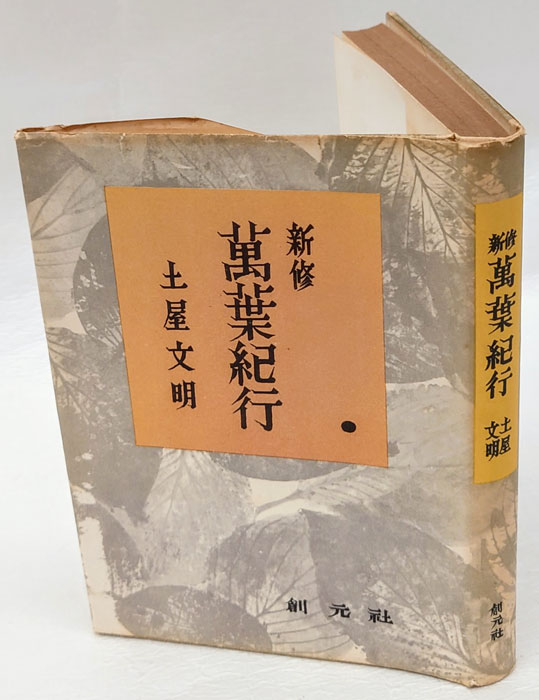 新修
萬葉紀行
土屋文明
創元社
新修
萬葉紀行
土屋
文明
創元社